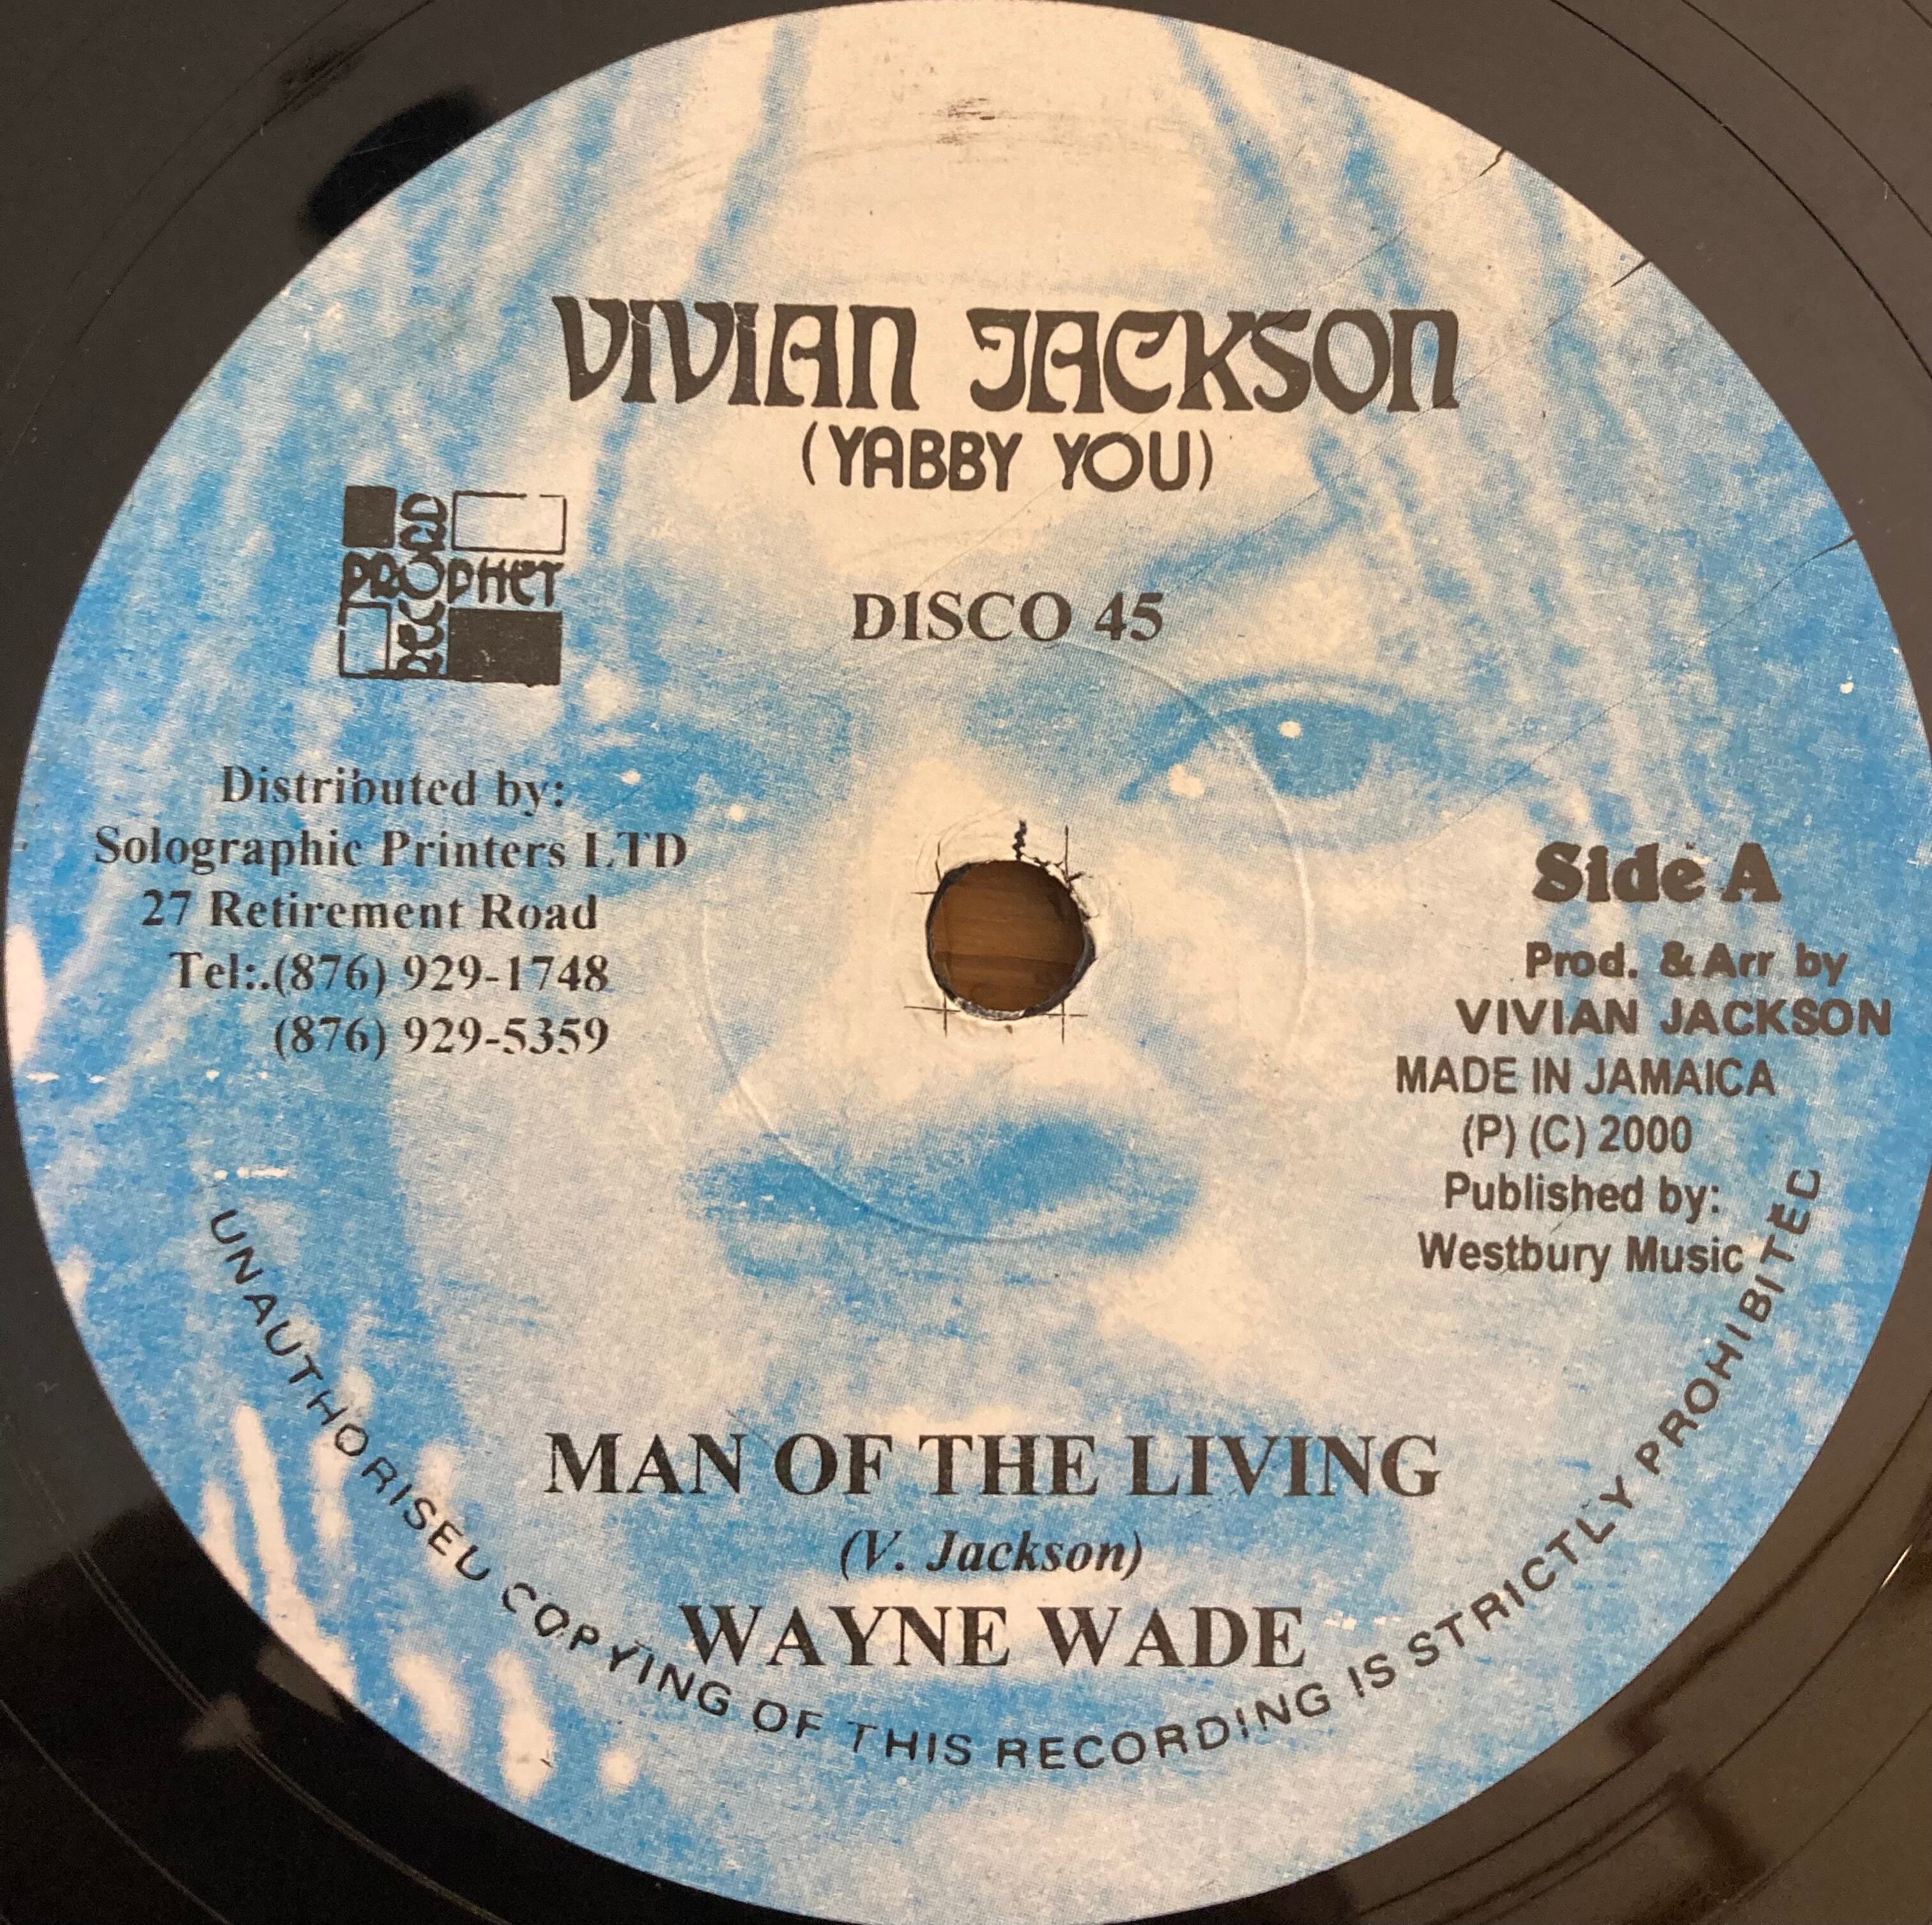 VIVIAN JACKSON
(YABBY YOU)
PROPHET
RECORD
DISCO 45
Distributed by:
Solographic Printers LTD
27 Retirement Road
Tel:.(876) 929-1748
(876) 929-5359
Side A
Prod. & Arr by
VIVIAN JACKSON
MADE IN JAMAICA
(P) (C) 2000
Published by:
Westbury Music
MAN OF THE LIVING
(V. Jackson)
WAYNE WADE
UNAUTHORISED COPYING OF THIS RECORDING IS STRICTLY PROHIBITED